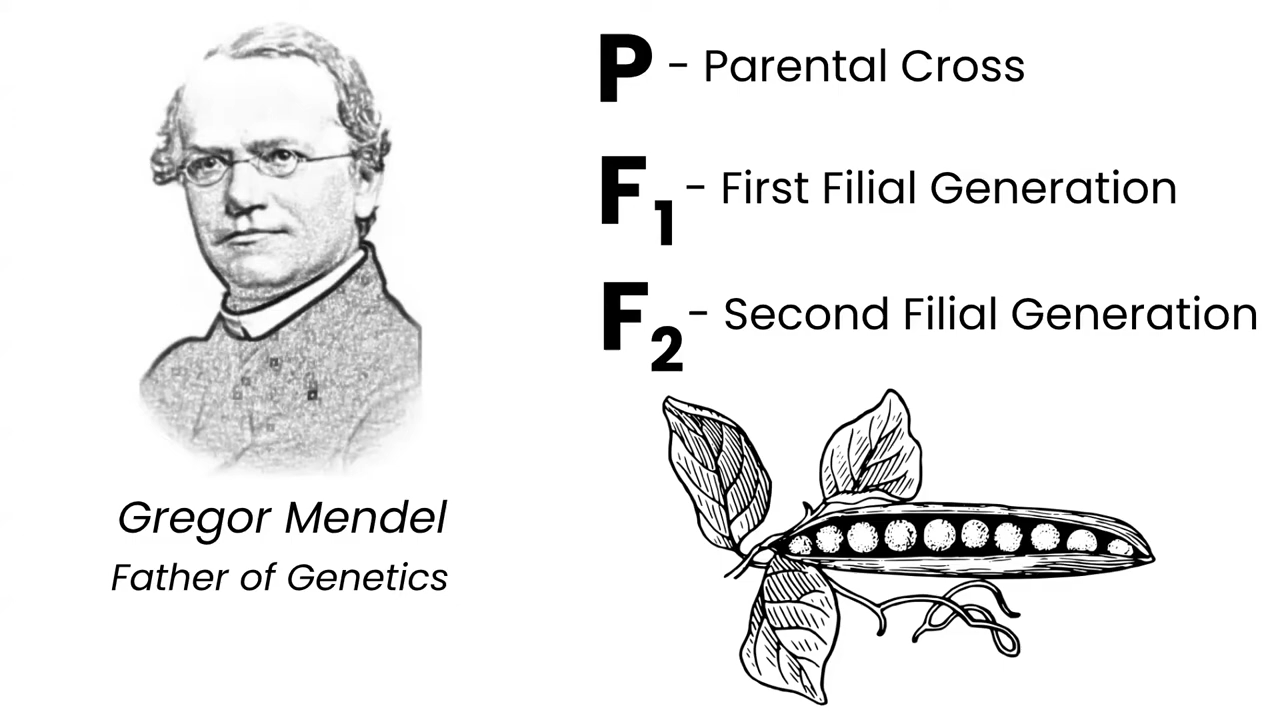 P - Parental Cross
F1 - First Filial Generation
F2 - Second Filial Generation
Gregor Mendel
Father of Genetics